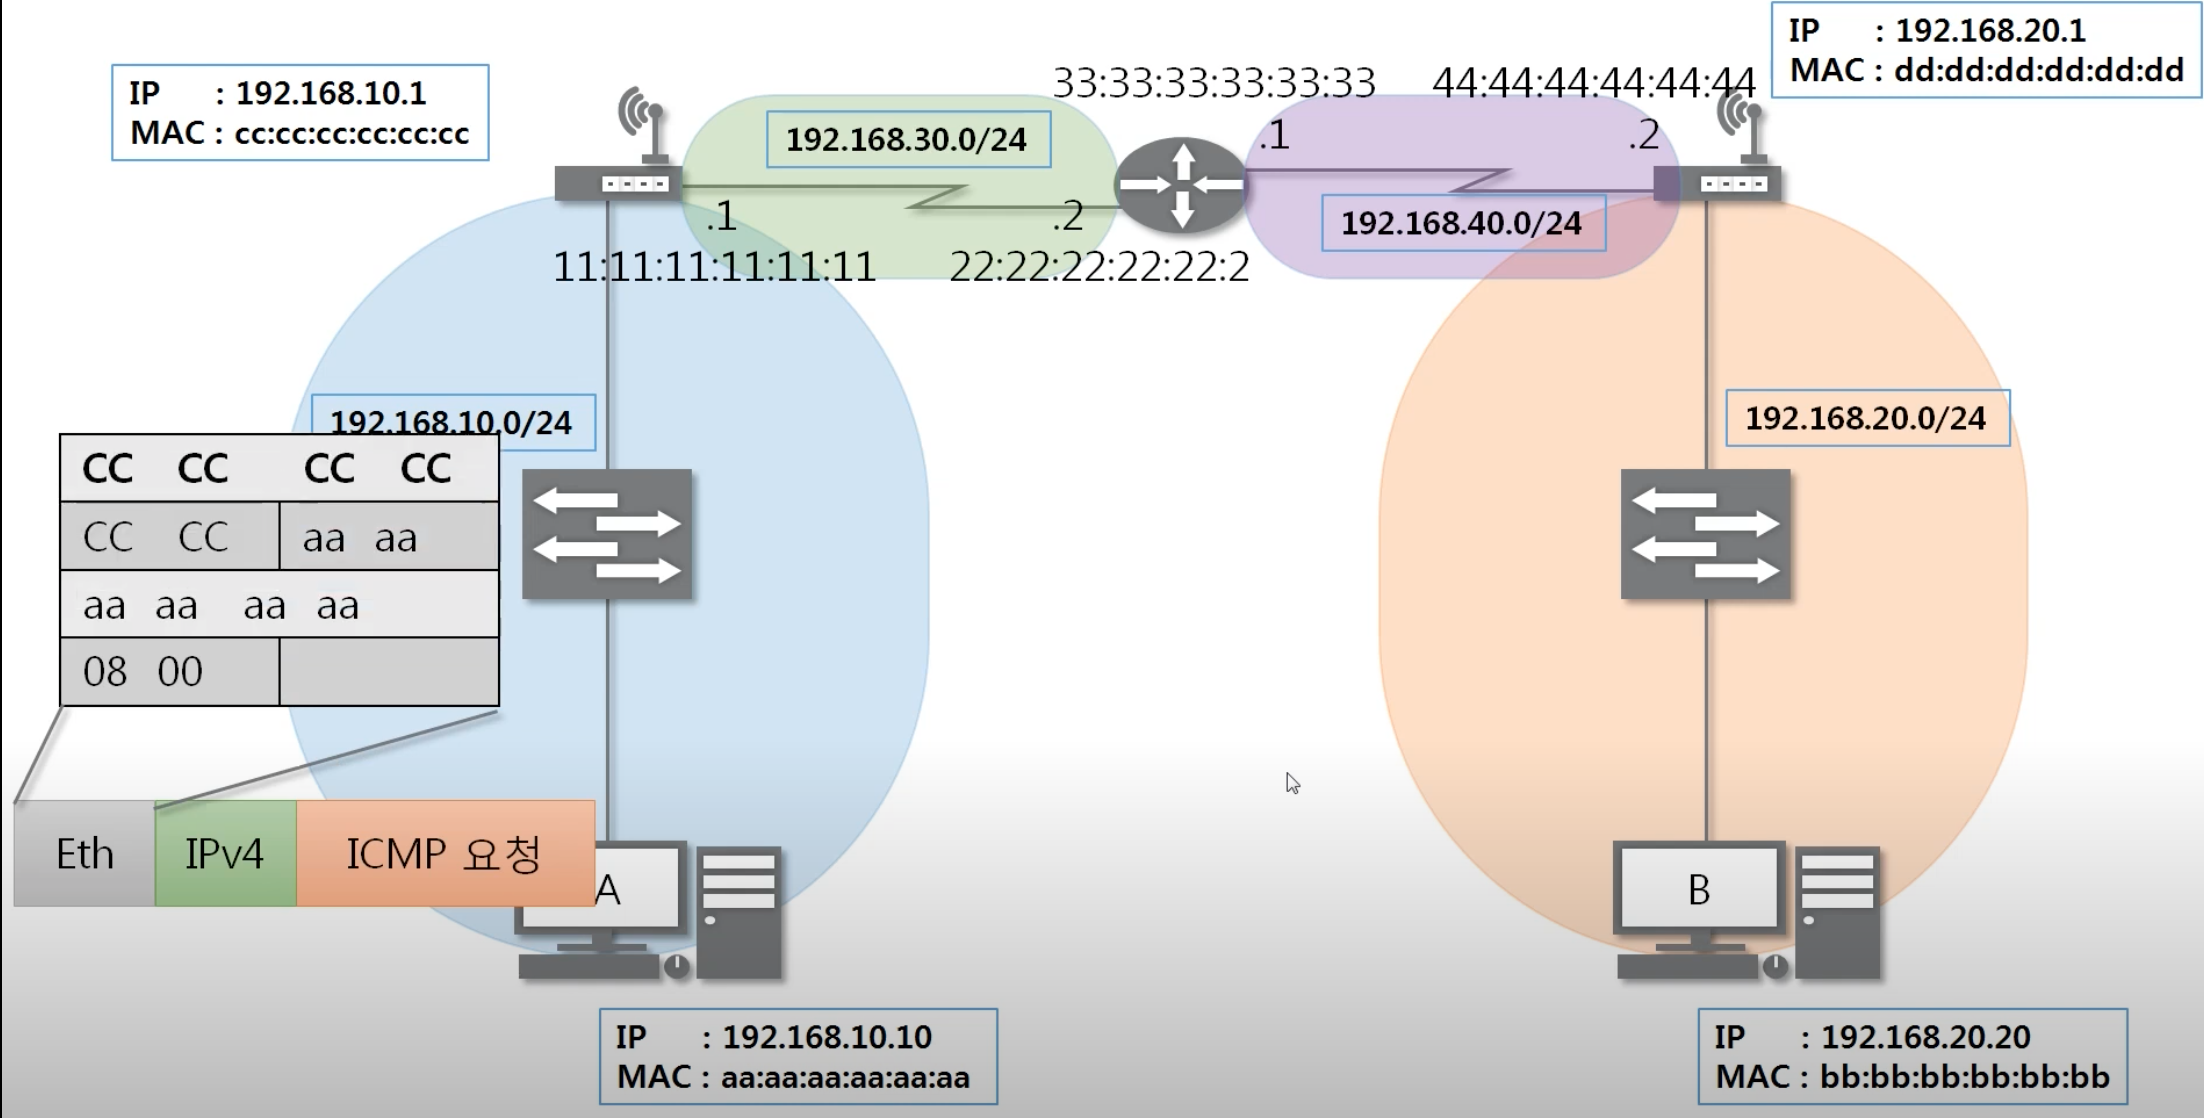 IP : 192.168.10.1
MAC : cc:cc:cc:cc:cc:cc
33:33:33:33:33:33
44:44:44:44:44:44
IP : 192.168.20.1
MAC : dd:dd:dd:dd:dd:dd
192.168.30.0/24
.1
.2
.1
.2
192.168.40.0/24
11:11:11:11:11:11
22:22:22:22:22:2
192.168.10.0/24
192.168.20.0/24
CC CC CC CC
CC CC aa aa
aa aa aa aa
08 00
Eth IPv4 ICMP 요청
A
B
IP : 192.168.10.10
MAC : aa:aa:aa:aa:aa:aa
IP : 192.168.20.20
MAC : bb:bb:bb:bb:bb:bb